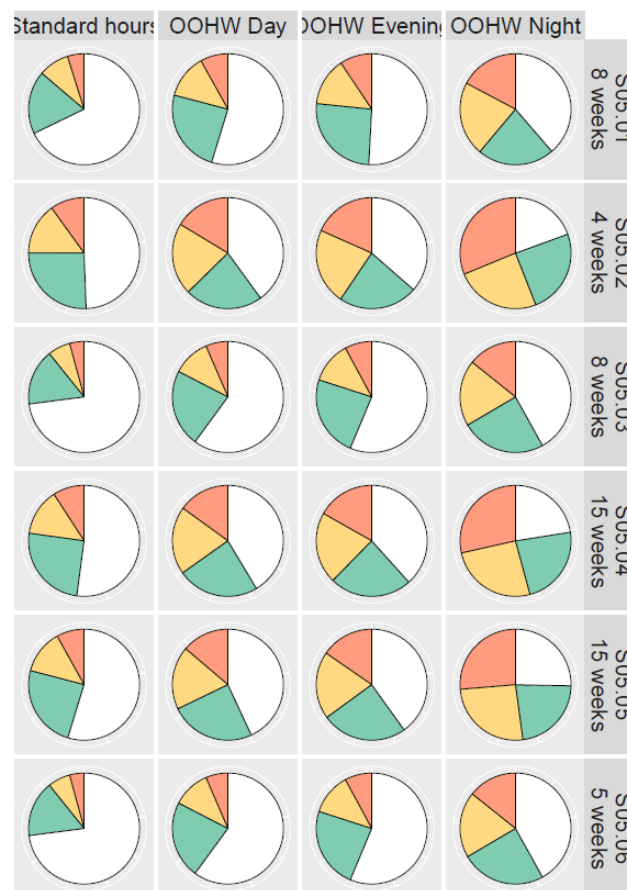 Standard hours
OOHW Day
OOHW Evening
OOHW Night
S05.01
8 weeks
S05.02
4 weeks
S05.03
8 weeks
S05.04
15 weeks
S05.05
15 weeks
S05.06
5 weeks